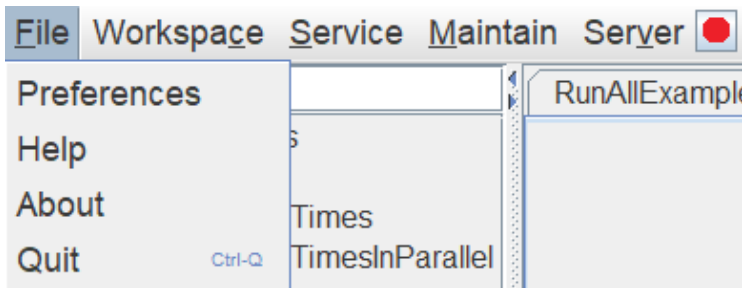 File Workspace Service Maintain Server
Preferences
Help
About
Quit Ctrl-Q
s
Times
TimesInParallel
RunAllExample